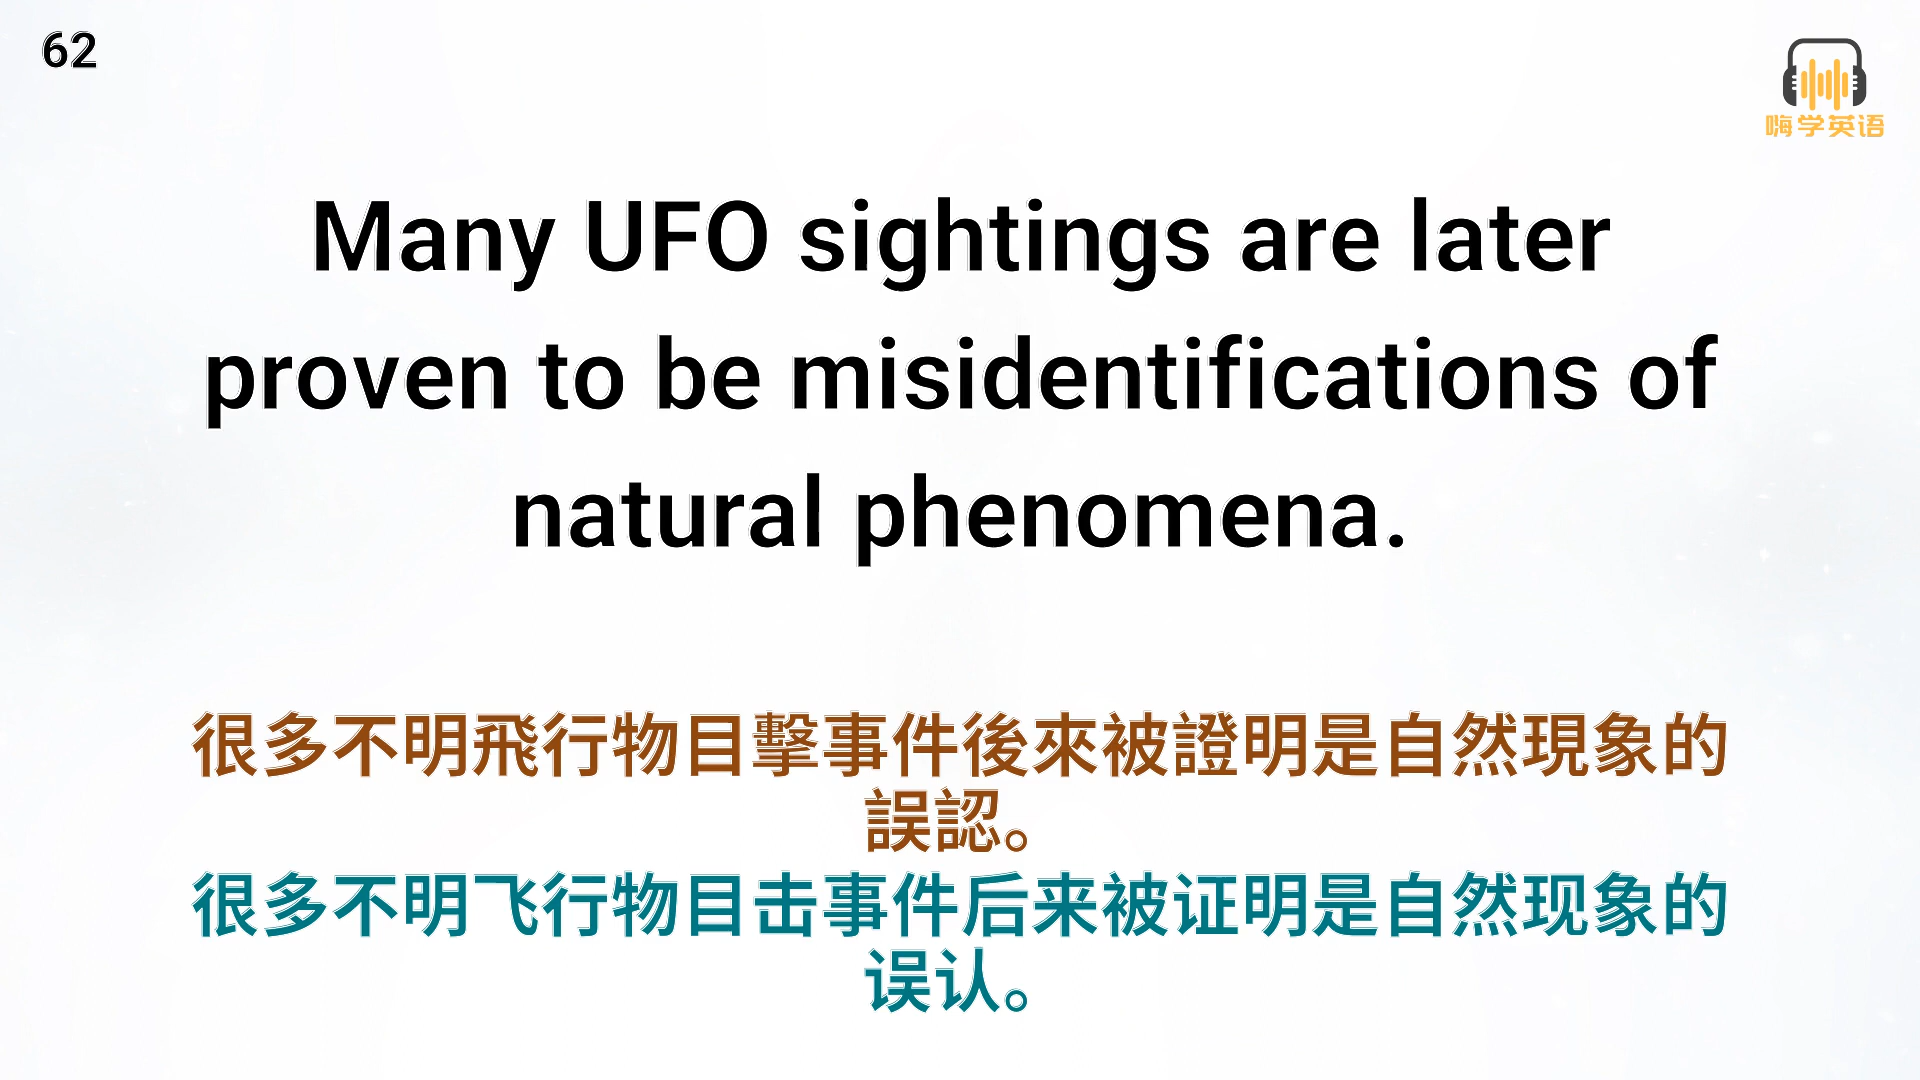 62
嗨学英语
Many UFO sightings are later
proven to be misidentifications of
natural phenomena.
很多不明飛行物目擊事件後來被證明是自然現象的
誤認。
很多不明飞行物目击事件后来被证明是自然现象的
误认。